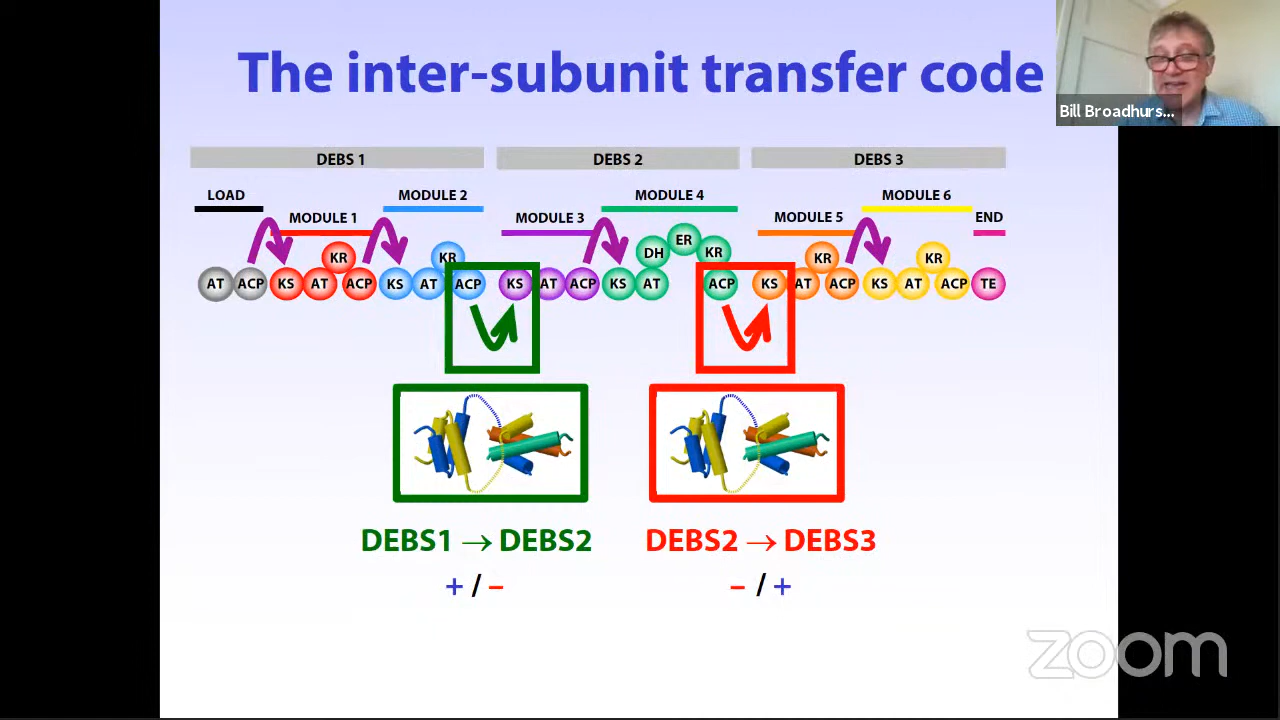 The inter-subunit transfer code
Bill Broadhurs...
DEBS 1 DEBS 2 DEBS 3
LOAD MODULE 2 MODULE 4 MODULE 6
MODULE 1 MODULE 3 MODULE 5 END
ER
DH KR
KR KR KR KR
AT ACP KS AT ACP KS AT ACP KS AT ACP KS AT ACP KS AT ACP KS AT ACP TE
DEBS1 → DEBS2 DEBS2 → DEBS3
+ / – – / +
zoom